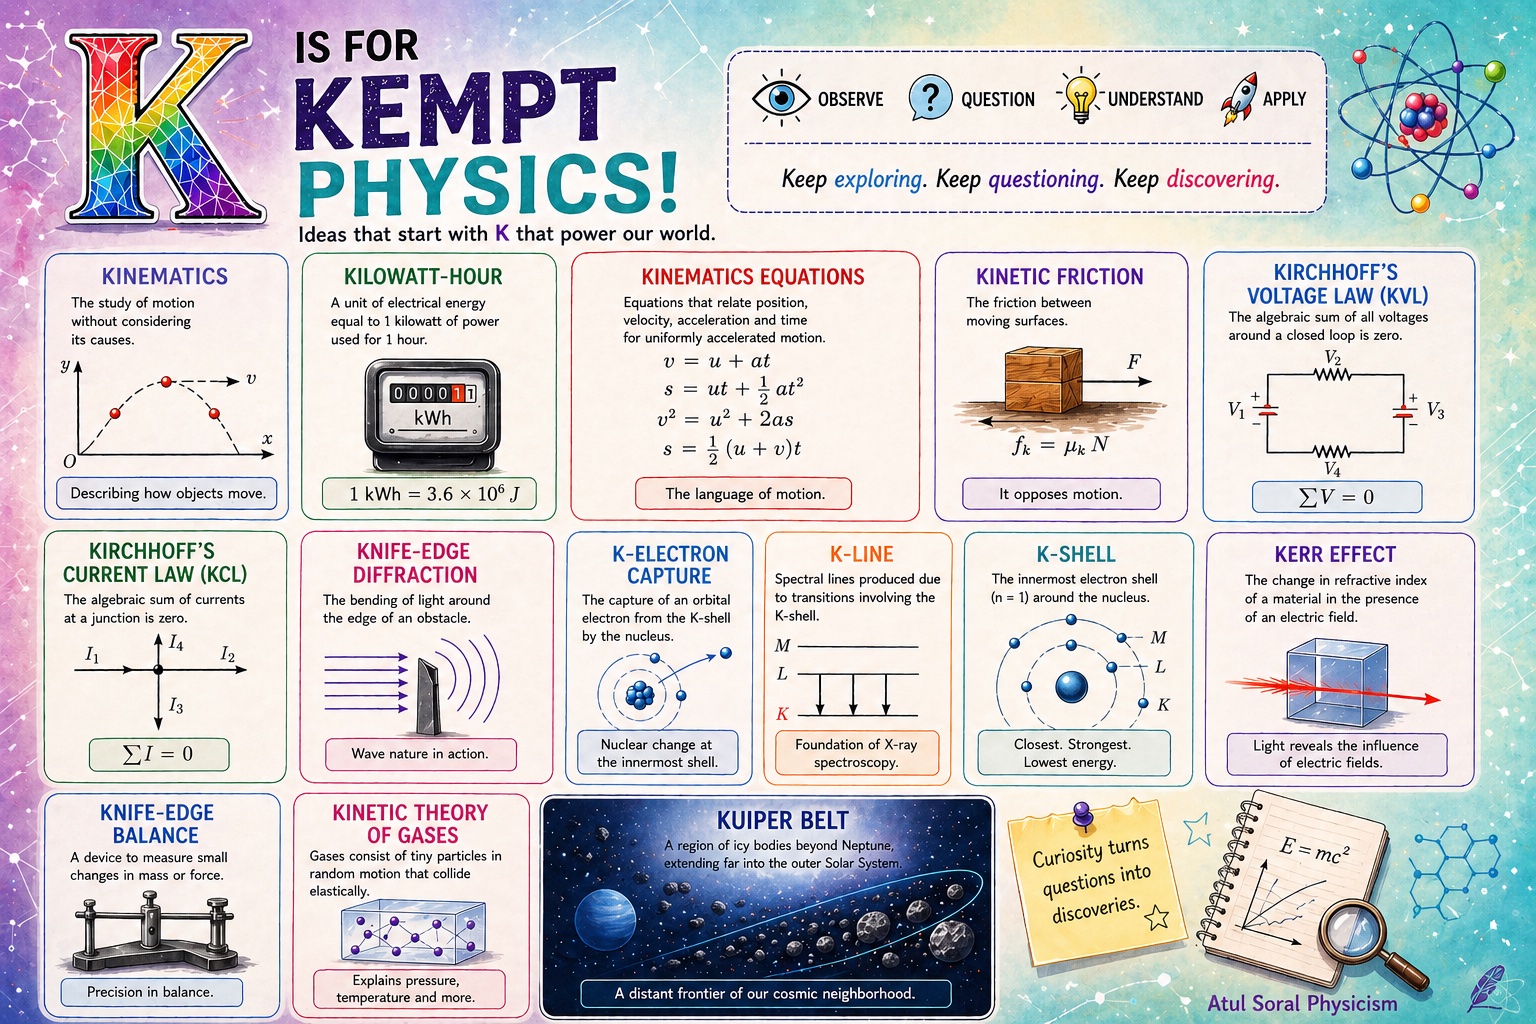 K IS FOR
KEMPT
PHYSICS!
Ideas that start with K that power our world.
OBSERVE QUESTION UNDERSTAND APPLY
Keep exploring. Keep questioning. Keep discovering.
KINEMATICS
The study of motion
without considering
its causes.
y
v
x
O
Describing how objects move.
KILOWATT-HOUR
A unit of electrical energy
equal to 1 kilowatt of power
used for 1 hour.
0 0 0 0 1 1
kWh
1 kWh = 3.6 × 10⁶ J
KINEMATICS EQUATIONS
Equations that relate position,
velocity, acceleration and time
for uniformly accelerated motion.
v = u + at
s = ut + 1/2 at²
v² = u² + 2as
s = 1/2 (u + v)t
The language of motion.
KINETIC FRICTION
The friction between
moving surfaces.
F
fₖ = μₖ N
It opposes motion.
KIRCHHOFF'S
VOLTAGE LAW (KVL)
The algebraic sum of all voltages
around a closed loop is zero.
V₂
V₁ + − + − V₃
V₄
∑V = 0
KIRCHHOFF'S
CURRENT LAW (KCL)
The algebraic sum of currents
at a junction is zero.
I₄
I₁ I₂
I₃
∑I = 0
KNIFE-EDGE
DIFFRACTION
The bending of light around
the edge of an obstacle.
Wave nature in action.
K-ELECTRON
CAPTURE
The capture of an orbital
electron from the K-shell
by the nucleus.
Nuclear change at
the innermost shell.
K-LINE
Spectral lines produced due
to transitions involving the
K-shell.
M
L
K
Foundation of X-ray
spectroscopy.
K-SHELL
The innermost electron shell
(n = 1) around the nucleus.
M
L
K
Closest. Strongest.
Lowest energy.
KERR EFFECT
The change in refractive index
of a material in the presence
of an electric field.
Light reveals the influence
of electric fields.
KNIFE-EDGE
BALANCE
A device to measure small
changes in mass or force.
Precision in balance.
KINETIC THEORY
OF GASES
Gases consist of tiny particles in
random motion that collide
elastically.
Explains pressure,
temperature and more.
KUIPER BELT
A region of icy bodies beyond Neptune,
extending far into the outer Solar System.
A distant frontier of our cosmic neighborhood.
Curiosity turns
questions into
discoveries.
E = mc²
Atul Soral Physicism